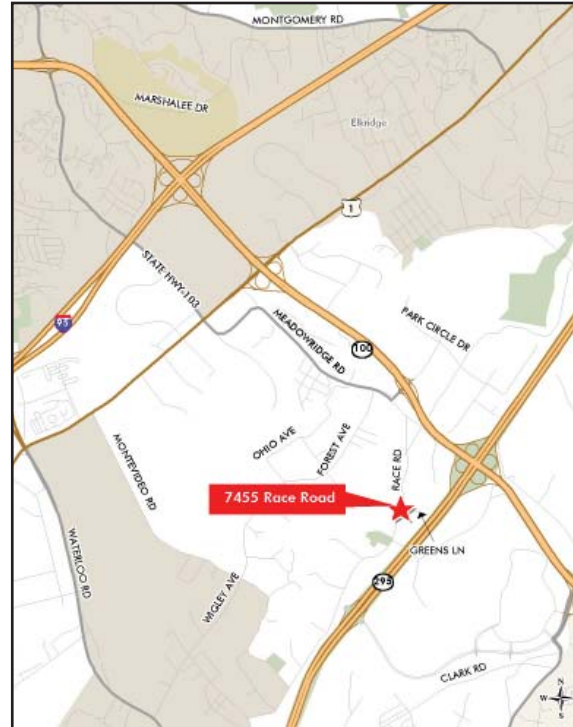 MONTGOMERY RD
MARSHALEE DR
Elkridge
1
STATE HWY-103
95
MEADOWRIDGE RD
100
PARK CIRCLE DR
OHIO AVE
FOREST AVE
RACE RD
MONTEVIDEO RD
7455 Race Road
GREENS LN
WATERLOO RD
WIGLEY AVE
295
CLARK RD
N
W E
S